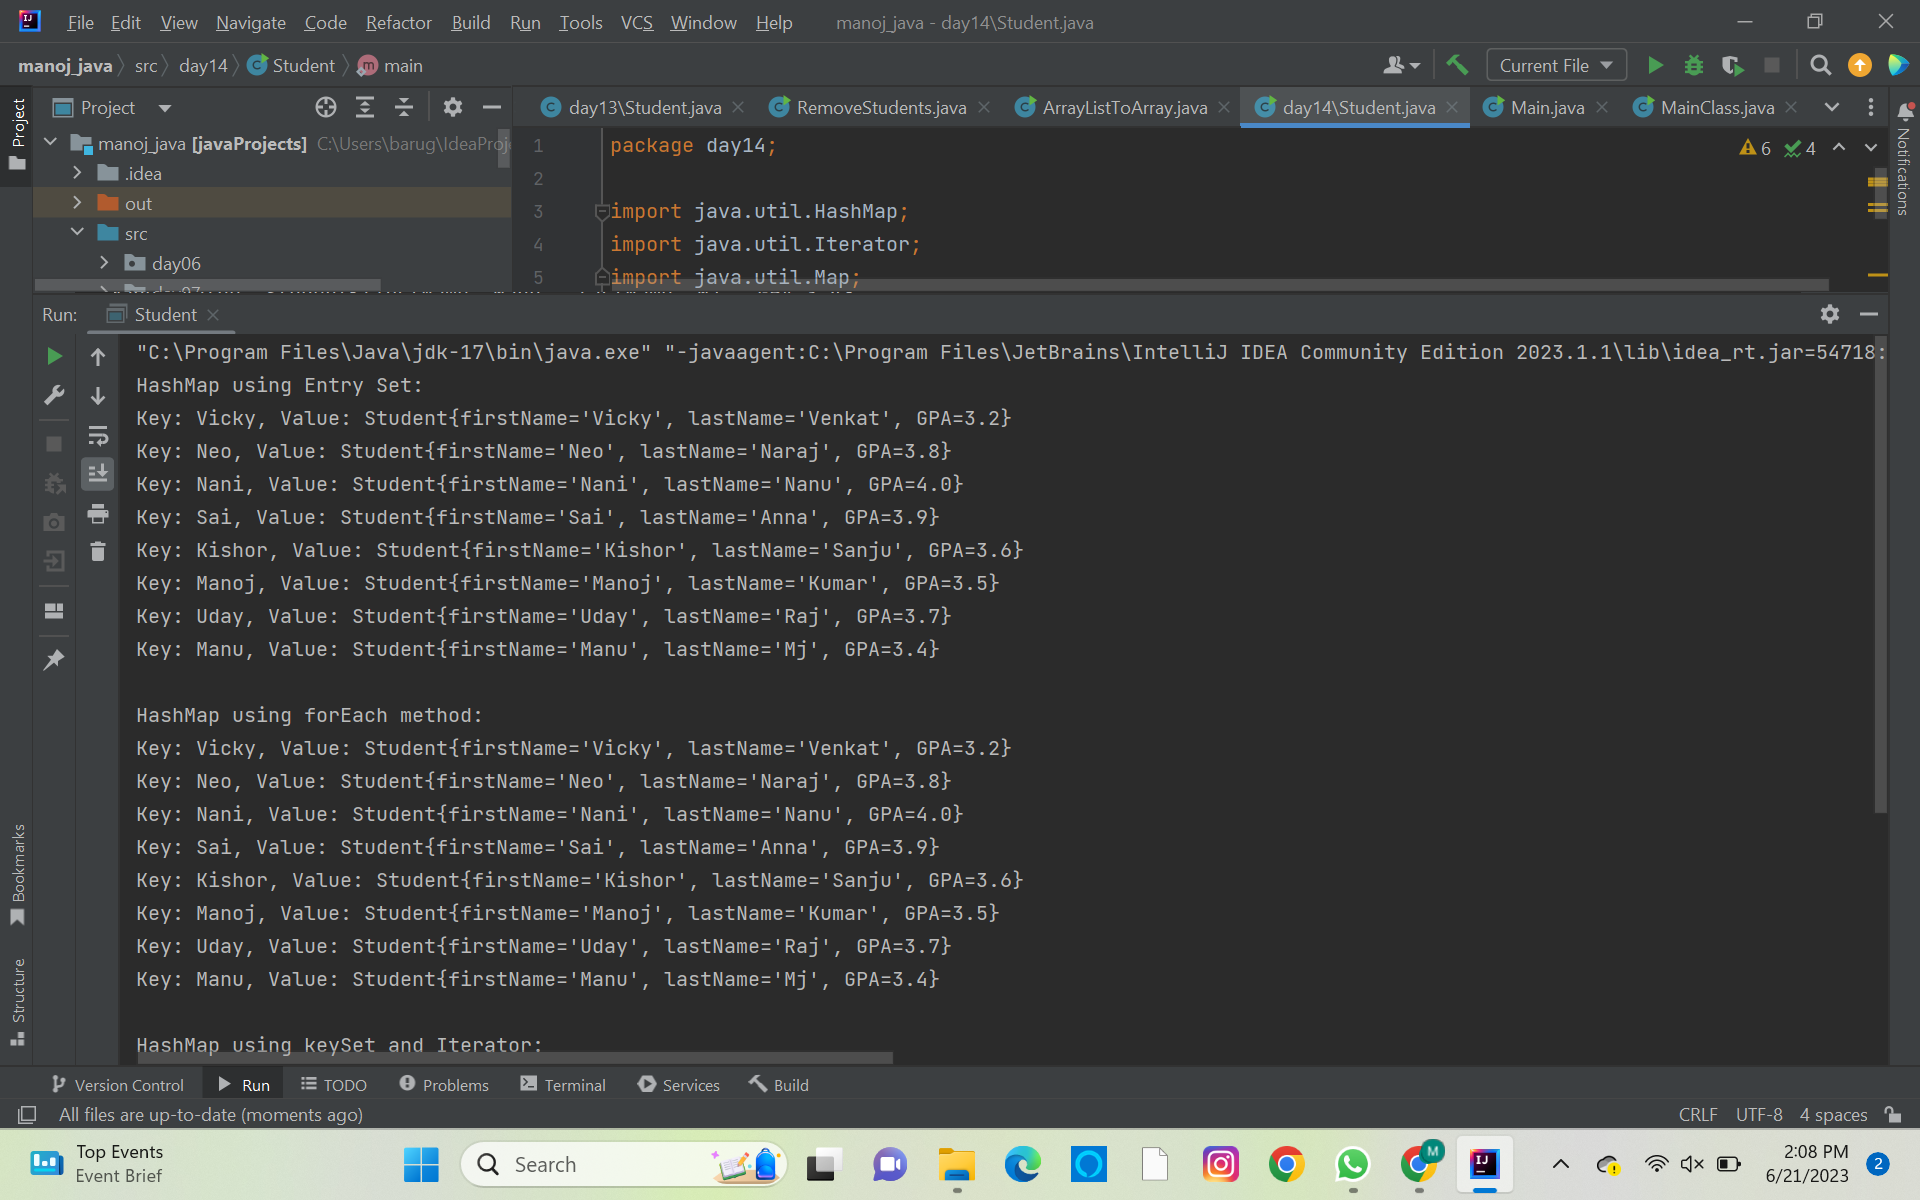 File Edit View Navigate Code Refactor Build Run Tools VCS Window Help manoj_java - day14\Student.java
manoj_java src day14 Student main
Current File
Project
Project
day13\Student.java RemoveStudents.java ArrayListToArray.java day14\Student.java Main.java MainClass.java
Notifications
manoj_java [javaProjects] C:\Users\barug\IdeaProj
.idea
out
src
day06
1 package day14;
6 4
2
3 import java.util.HashMap;
4 import java.util.Iterator;
5 import java.util.Map;
Run: Student
"C:\Program Files\Java\jdk-17\bin\java.exe" "-javaagent:C:\Program Files\JetBrains\IntelliJ IDEA Community Edition 2023.1.1\lib\idea_rt.jar=54718:
HashMap using Entry Set:
Key: Vicky, Value: Student{firstName='Vicky', lastName='Venkat', GPA=3.2}
Key: Neo, Value: Student{firstName='Neo', lastName='Naraj', GPA=3.8}
Key: Nani, Value: Student{firstName='Nani', lastName='Nanu', GPA=4.0}
Key: Sai, Value: Student{firstName='Sai', lastName='Anna', GPA=3.9}
Key: Kishor, Value: Student{firstName='Kishor', lastName='Sanju', GPA=3.6}
Key: Manoj, Value: Student{firstName='Manoj', lastName='Kumar', GPA=3.5}
Key: Uday, Value: Student{firstName='Uday', lastName='Raj', GPA=3.7}
Key: Manu, Value: Student{firstName='Manu', lastName='Mj', GPA=3.4}
HashMap using forEach method:
Key: Vicky, Value: Student{firstName='Vicky', lastName='Venkat', GPA=3.2}
Key: Neo, Value: Student{firstName='Neo', lastName='Naraj', GPA=3.8}
Key: Nani, Value: Student{firstName='Nani', lastName='Nanu', GPA=4.0}
Key: Sai, Value: Student{firstName='Sai', lastName='Anna', GPA=3.9}
Key: Kishor, Value: Student{firstName='Kishor', lastName='Sanju', GPA=3.6}
Key: Manoj, Value: Student{firstName='Manoj', lastName='Kumar', GPA=3.5}
Key: Uday, Value: Student{firstName='Uday', lastName='Raj', GPA=3.7}
Key: Manu, Value: Student{firstName='Manu', lastName='Mj', GPA=3.4}
HashMap using keySet and Iterator:
Bookmarks
Structure
Version Control Run TODO Problems Terminal Services Build
All files are up-to-date (moments ago)
CRLF UTF-8 4 spaces
Top Events
Event Brief
Search
M
IJ
2:08 PM
6/21/2023
2